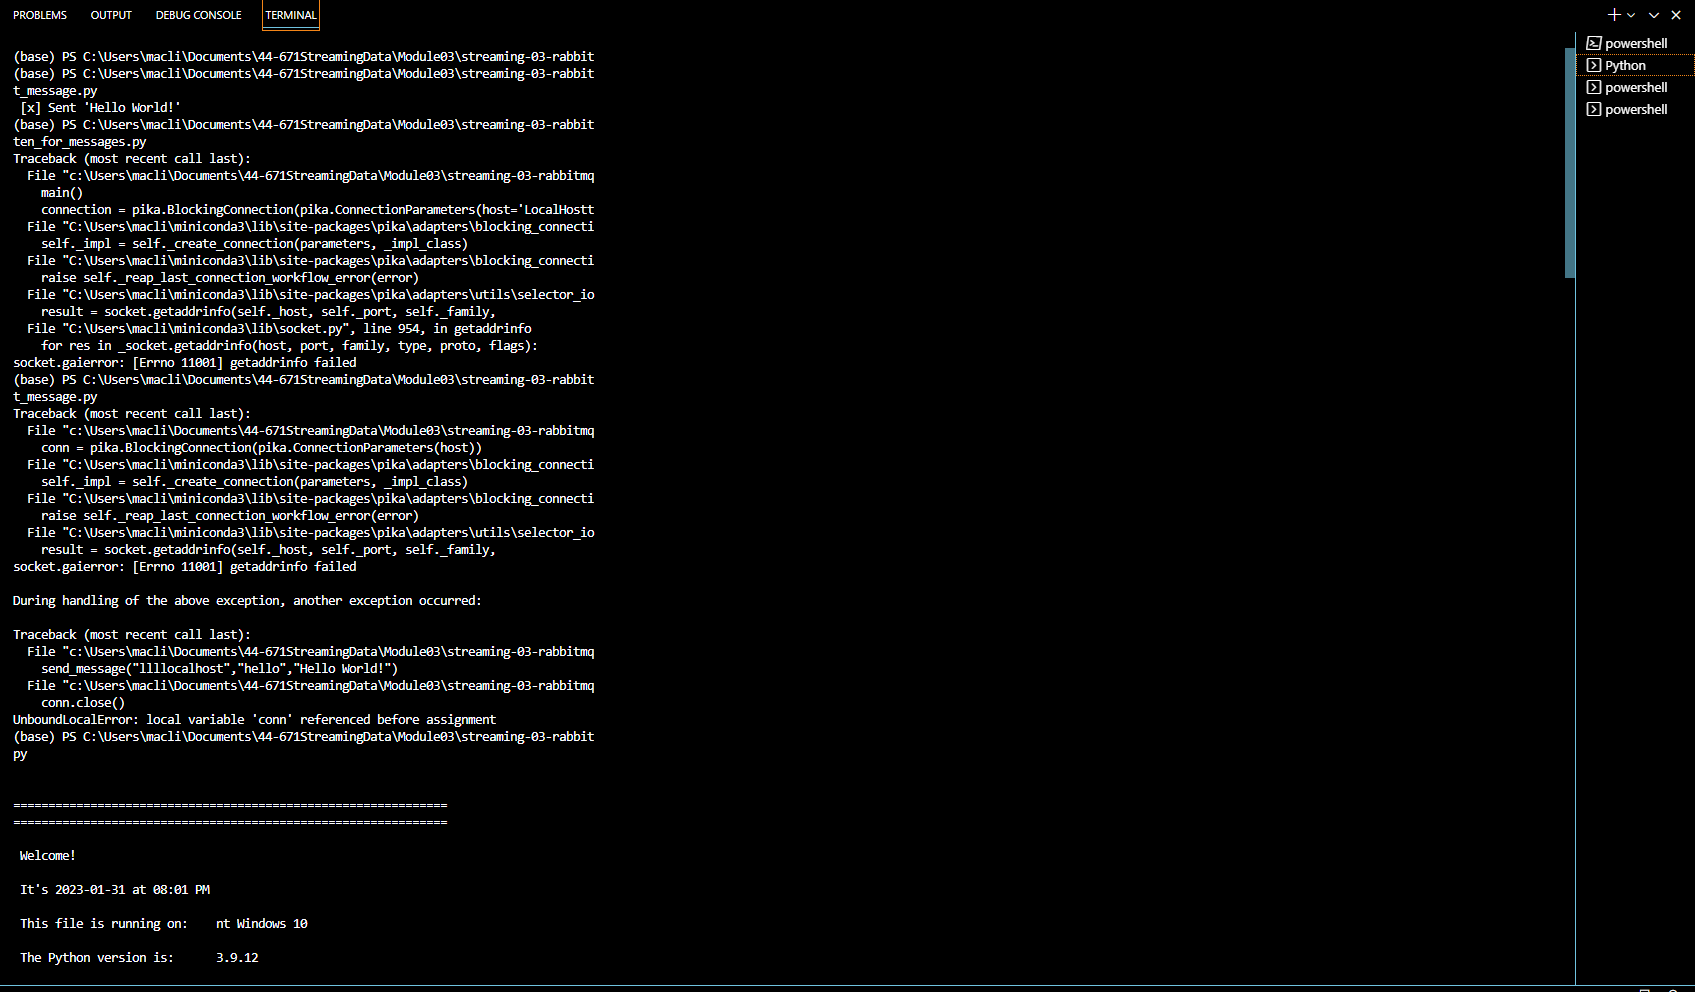 PROBLEMS OUTPUT DEBUG CONSOLE TERMINAL
powershell
Python
powershell
powershell
(base) PS C:\Users\macli\Documents\44-671StreamingData\Module03\streaming-03-rabbit
(base) PS C:\Users\macli\Documents\44-671StreamingData\Module03\streaming-03-rabbit
t_message.py
[x] Sent 'Hello World!'
(base) PS C:\Users\macli\Documents\44-671StreamingData\Module03\streaming-03-rabbit
ten_for_messages.py
Traceback (most recent call last):
File "c:\Users\macli\Documents\44-671StreamingData\Module03\streaming-03-rabbitmq
main()
connection = pika.BlockingConnection(pika.ConnectionParameters(host='LocalHostt
File "C:\Users\macli\miniconda3\lib\site-packages\pika\adapters\blocking_connecti
self._impl = self._create_connection(parameters, _impl_class)
File "C:\Users\macli\miniconda3\lib\site-packages\pika\adapters\blocking_connecti
raise self._reap_last_connection_workflow_error(error)
File "C:\Users\macli\miniconda3\lib\site-packages\pika\adapters\utils\selector_io
result = socket.getaddrinfo(self._host, self._port, self._family,
File "C:\Users\macli\miniconda3\lib\socket.py", line 954, in getaddrinfo
for res in _socket.getaddrinfo(host, port, family, type, proto, flags):
socket.gaierror: [Errno 11001] getaddrinfo failed
(base) PS C:\Users\macli\Documents\44-671StreamingData\Module03\streaming-03-rabbit
t_message.py
Traceback (most recent call last):
File "c:\Users\macli\Documents\44-671StreamingData\Module03\streaming-03-rabbitmq
conn = pika.BlockingConnection(pika.ConnectionParameters(host))
File "C:\Users\macli\miniconda3\lib\site-packages\pika\adapters\blocking_connecti
self._impl = self._create_connection(parameters, _impl_class)
File "C:\Users\macli\miniconda3\lib\site-packages\pika\adapters\blocking_connecti
raise self._reap_last_connection_workflow_error(error)
File "C:\Users\macli\miniconda3\lib\site-packages\pika\adapters\utils\selector_io
result = socket.getaddrinfo(self._host, self._port, self._family,
socket.gaierror: [Errno 11001] getaddrinfo failed
During handling of the above exception, another exception occurred:
Traceback (most recent call last):
File "c:\Users\macli\Documents\44-671StreamingData\Module03\streaming-03-rabbitmq
send_message("llllocalhost","hello","Hello World!")
File "c:\Users\macli\Documents\44-671StreamingData\Module03\streaming-03-rabbitmq
conn.close()
UnboundLocalError: local variable 'conn' referenced before assignment
(base) PS C:\Users\macli\Documents\44-671StreamingData\Module03\streaming-03-rabbit
py
==============================================================
==============================================================
Welcome!
It's 2023-01-31 at 08:01 PM
This file is running on: nt Windows 10
The Python version is: 3.9.12